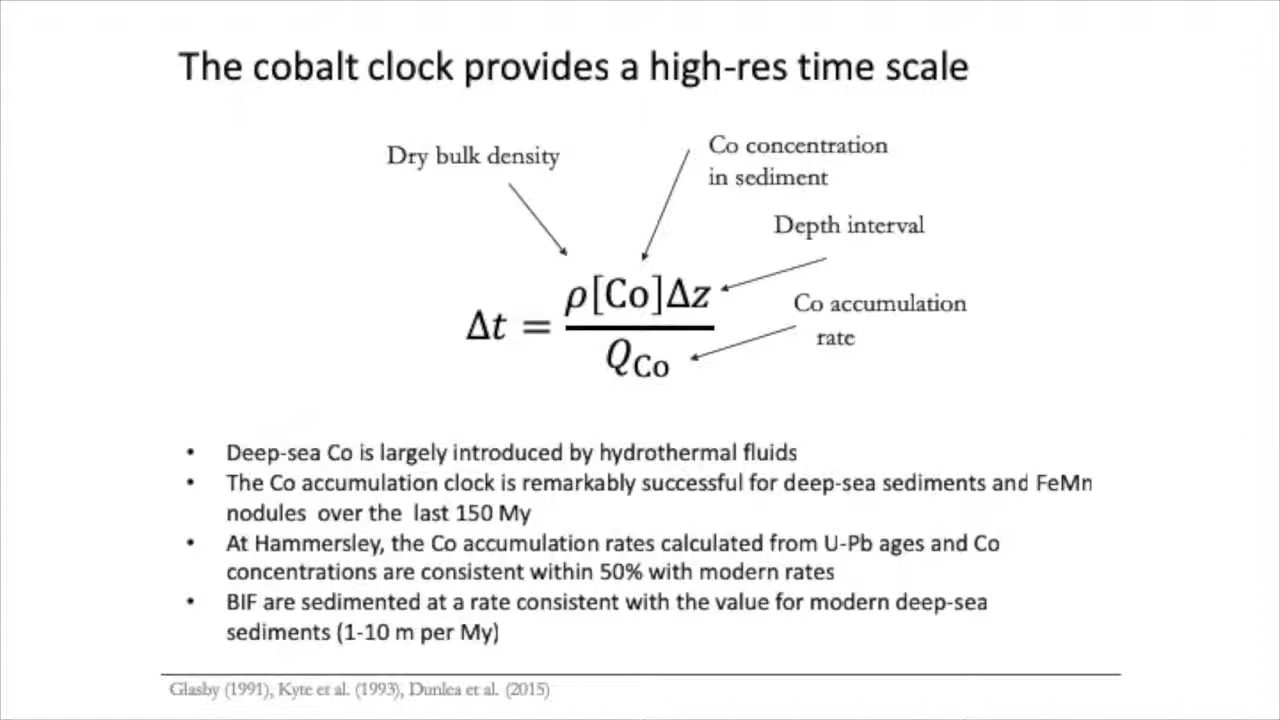 The cobalt clock provides a high-res time scale
Dry bulk density
Co concentration
in sediment
Depth interval
Co accumulation
rate
Δt = ρ[Co]Δz / Q_Co
• Deep-sea Co is largely introduced by hydrothermal fluids
• The Co accumulation clock is remarkably successful for deep-sea sediments and FeMn
nodules over the last 150 My
• At Hammersley, the Co accumulation rates calculated from U-Pb ages and Co
concentrations are consistent within 50% with modern rates
• BIF are sedimented at a rate consistent with the value for modern deep-sea
sediments (1-10 m per My)
Glasby (1991), Kyte et al. (1993), Dunlea et al. (2015)